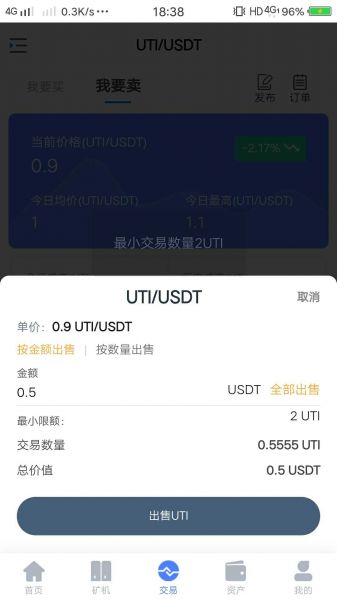 4G 0.3K/s ··· 18:38 HD 4G 96%
UTI/USDT
我要买 我要卖 发布 订单
当前价格(UTI/USDT)
0.9 -2.17%
今日均价(UTI/USDT) 今日最高(UTI/USDT)
1 1.1
最小交易数量2UTI
UTI/USDT 取消
单价: 0.9 UTI/USDT
按金额出售 | 按数量出售
金额
0.5 USDT 全部出售
最小限额: 2 UTI
交易数量 0.5555 UTI
总价值 0.5 USDT
出售UTI
首页 矿机 交易 资产 我的